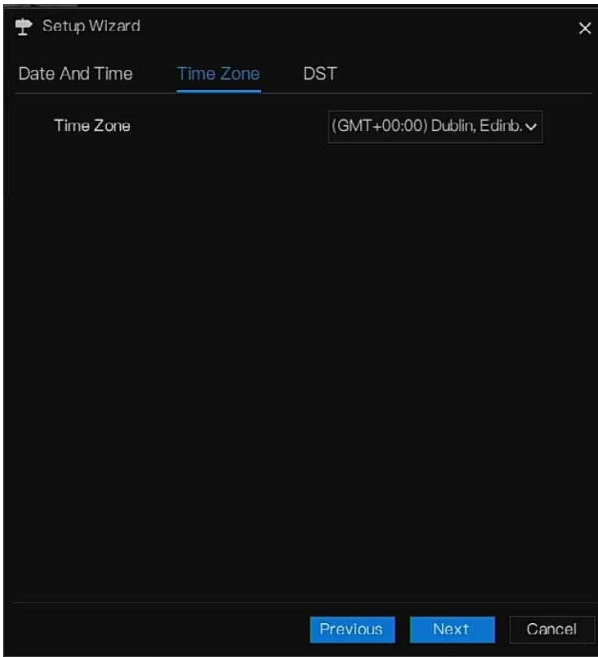 Setup Wizard
Date And Time Time Zone DST
Time Zone (GMT+00:00) Dublin, Edinb.
Previous Next Cancel